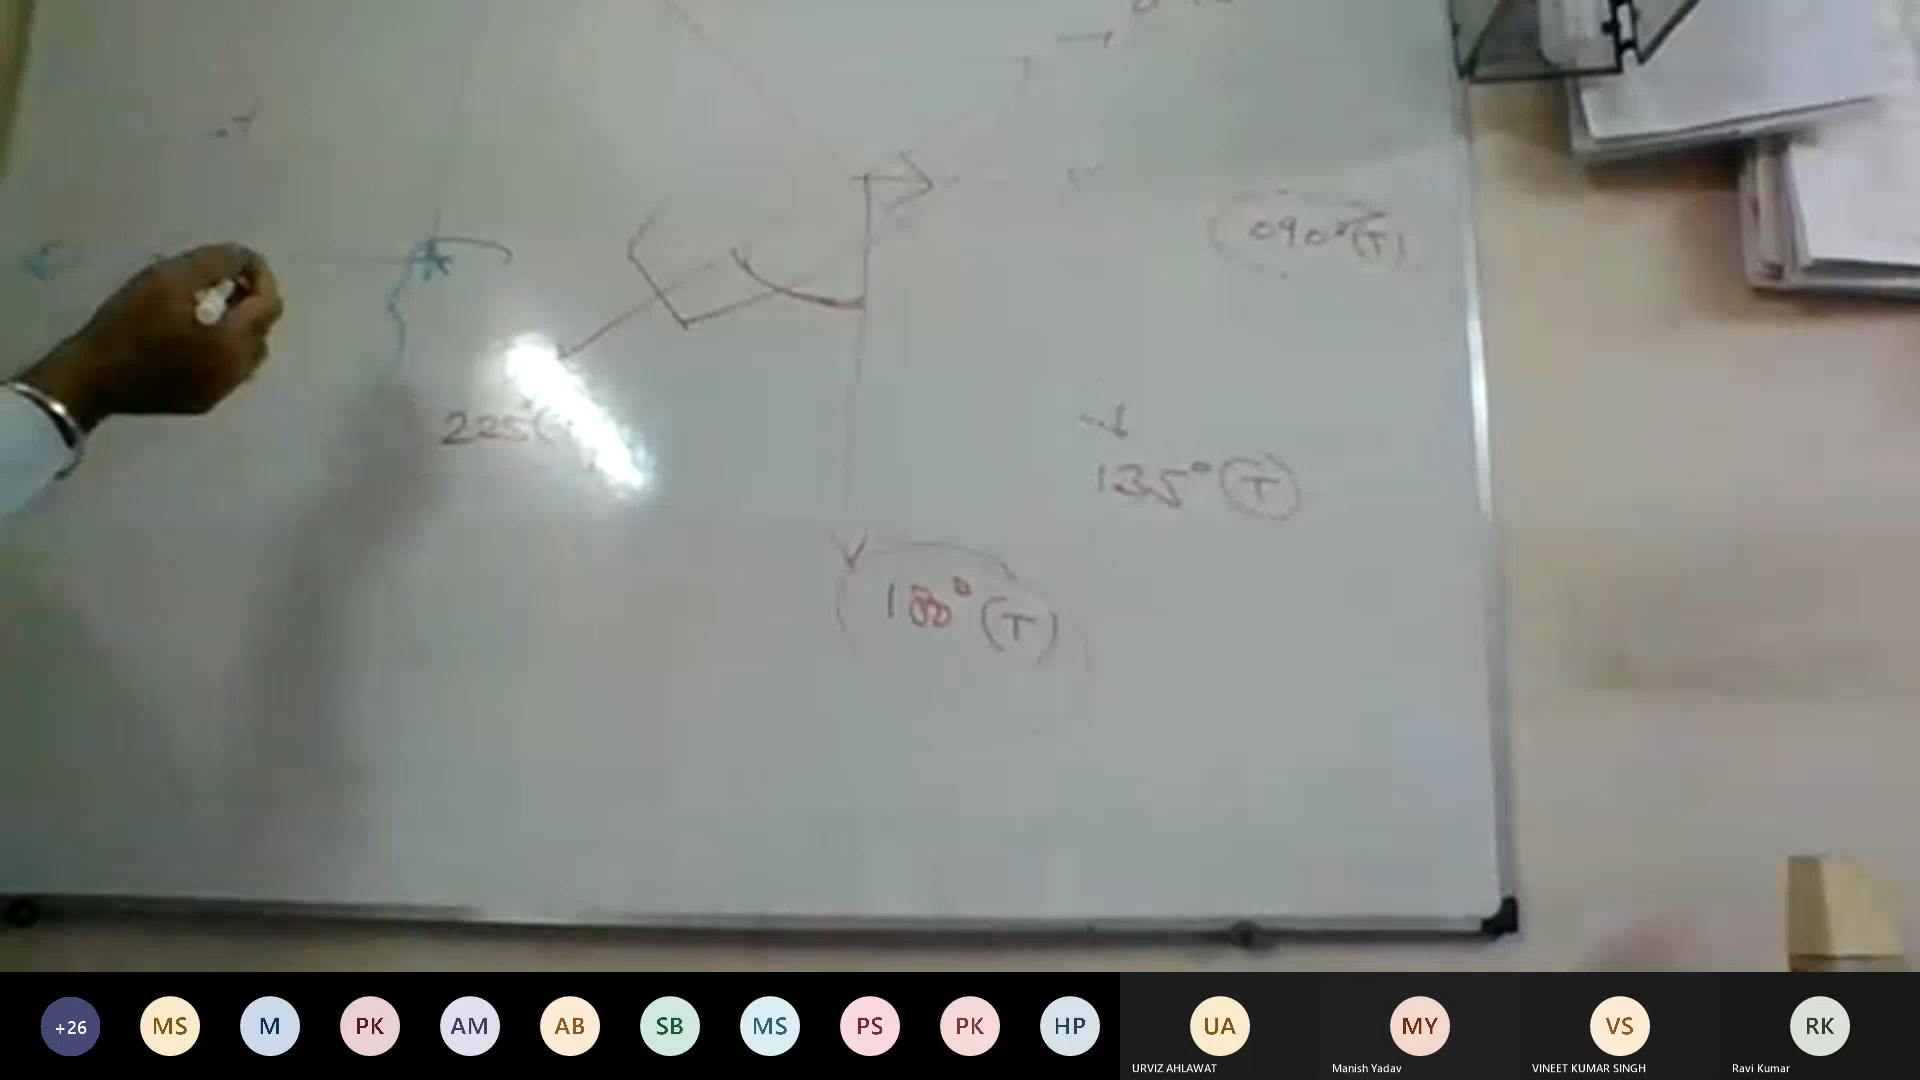 090°(T)
225°(
135° (T)
180° (T)
+26
MS
M
PK
AM
AB
SB
MS
PS
PK
HP
UA
MY
VS
RK
URVIZ AHLAWAT
Manish Yadav
VINEET KUMAR SINGH
Ravi Kumar